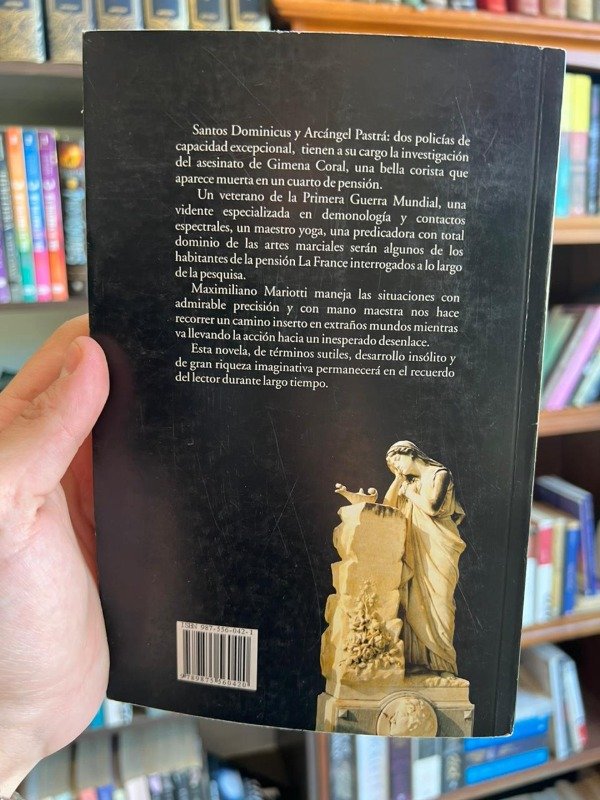 Santos Dominicus y Arcángel Pastrá: dos policías de
capacidad excepcional, tienen a su cargo la investigación
del asesinato de Gimena Coral, una bella corista que
aparece muerta en un cuarto de pensión.
Un veterano de la Primera Guerra Mundial, una
vidente especializada en demonología y contactos
espectrales, un maestro yoga, una predicadora con total
dominio de las artes marciales serán algunos de los
habitantes de la pensión La France interrogados a lo largo
de la pesquisa.
Maximiliano Mariotti maneja las situaciones con
admirable precisión y con mano maestra nos hace
recorrer un camino inserto en extraños mundos mientras
va llevando la acción hacia un inesperado desenlace.
Esta novela, de términos sutiles, desarrollo insólito y
de gran riqueza imaginativa permanecerá en el recuerdo
del lector durante largo tiempo.
ISBN 987-556-042-1
9789875560420